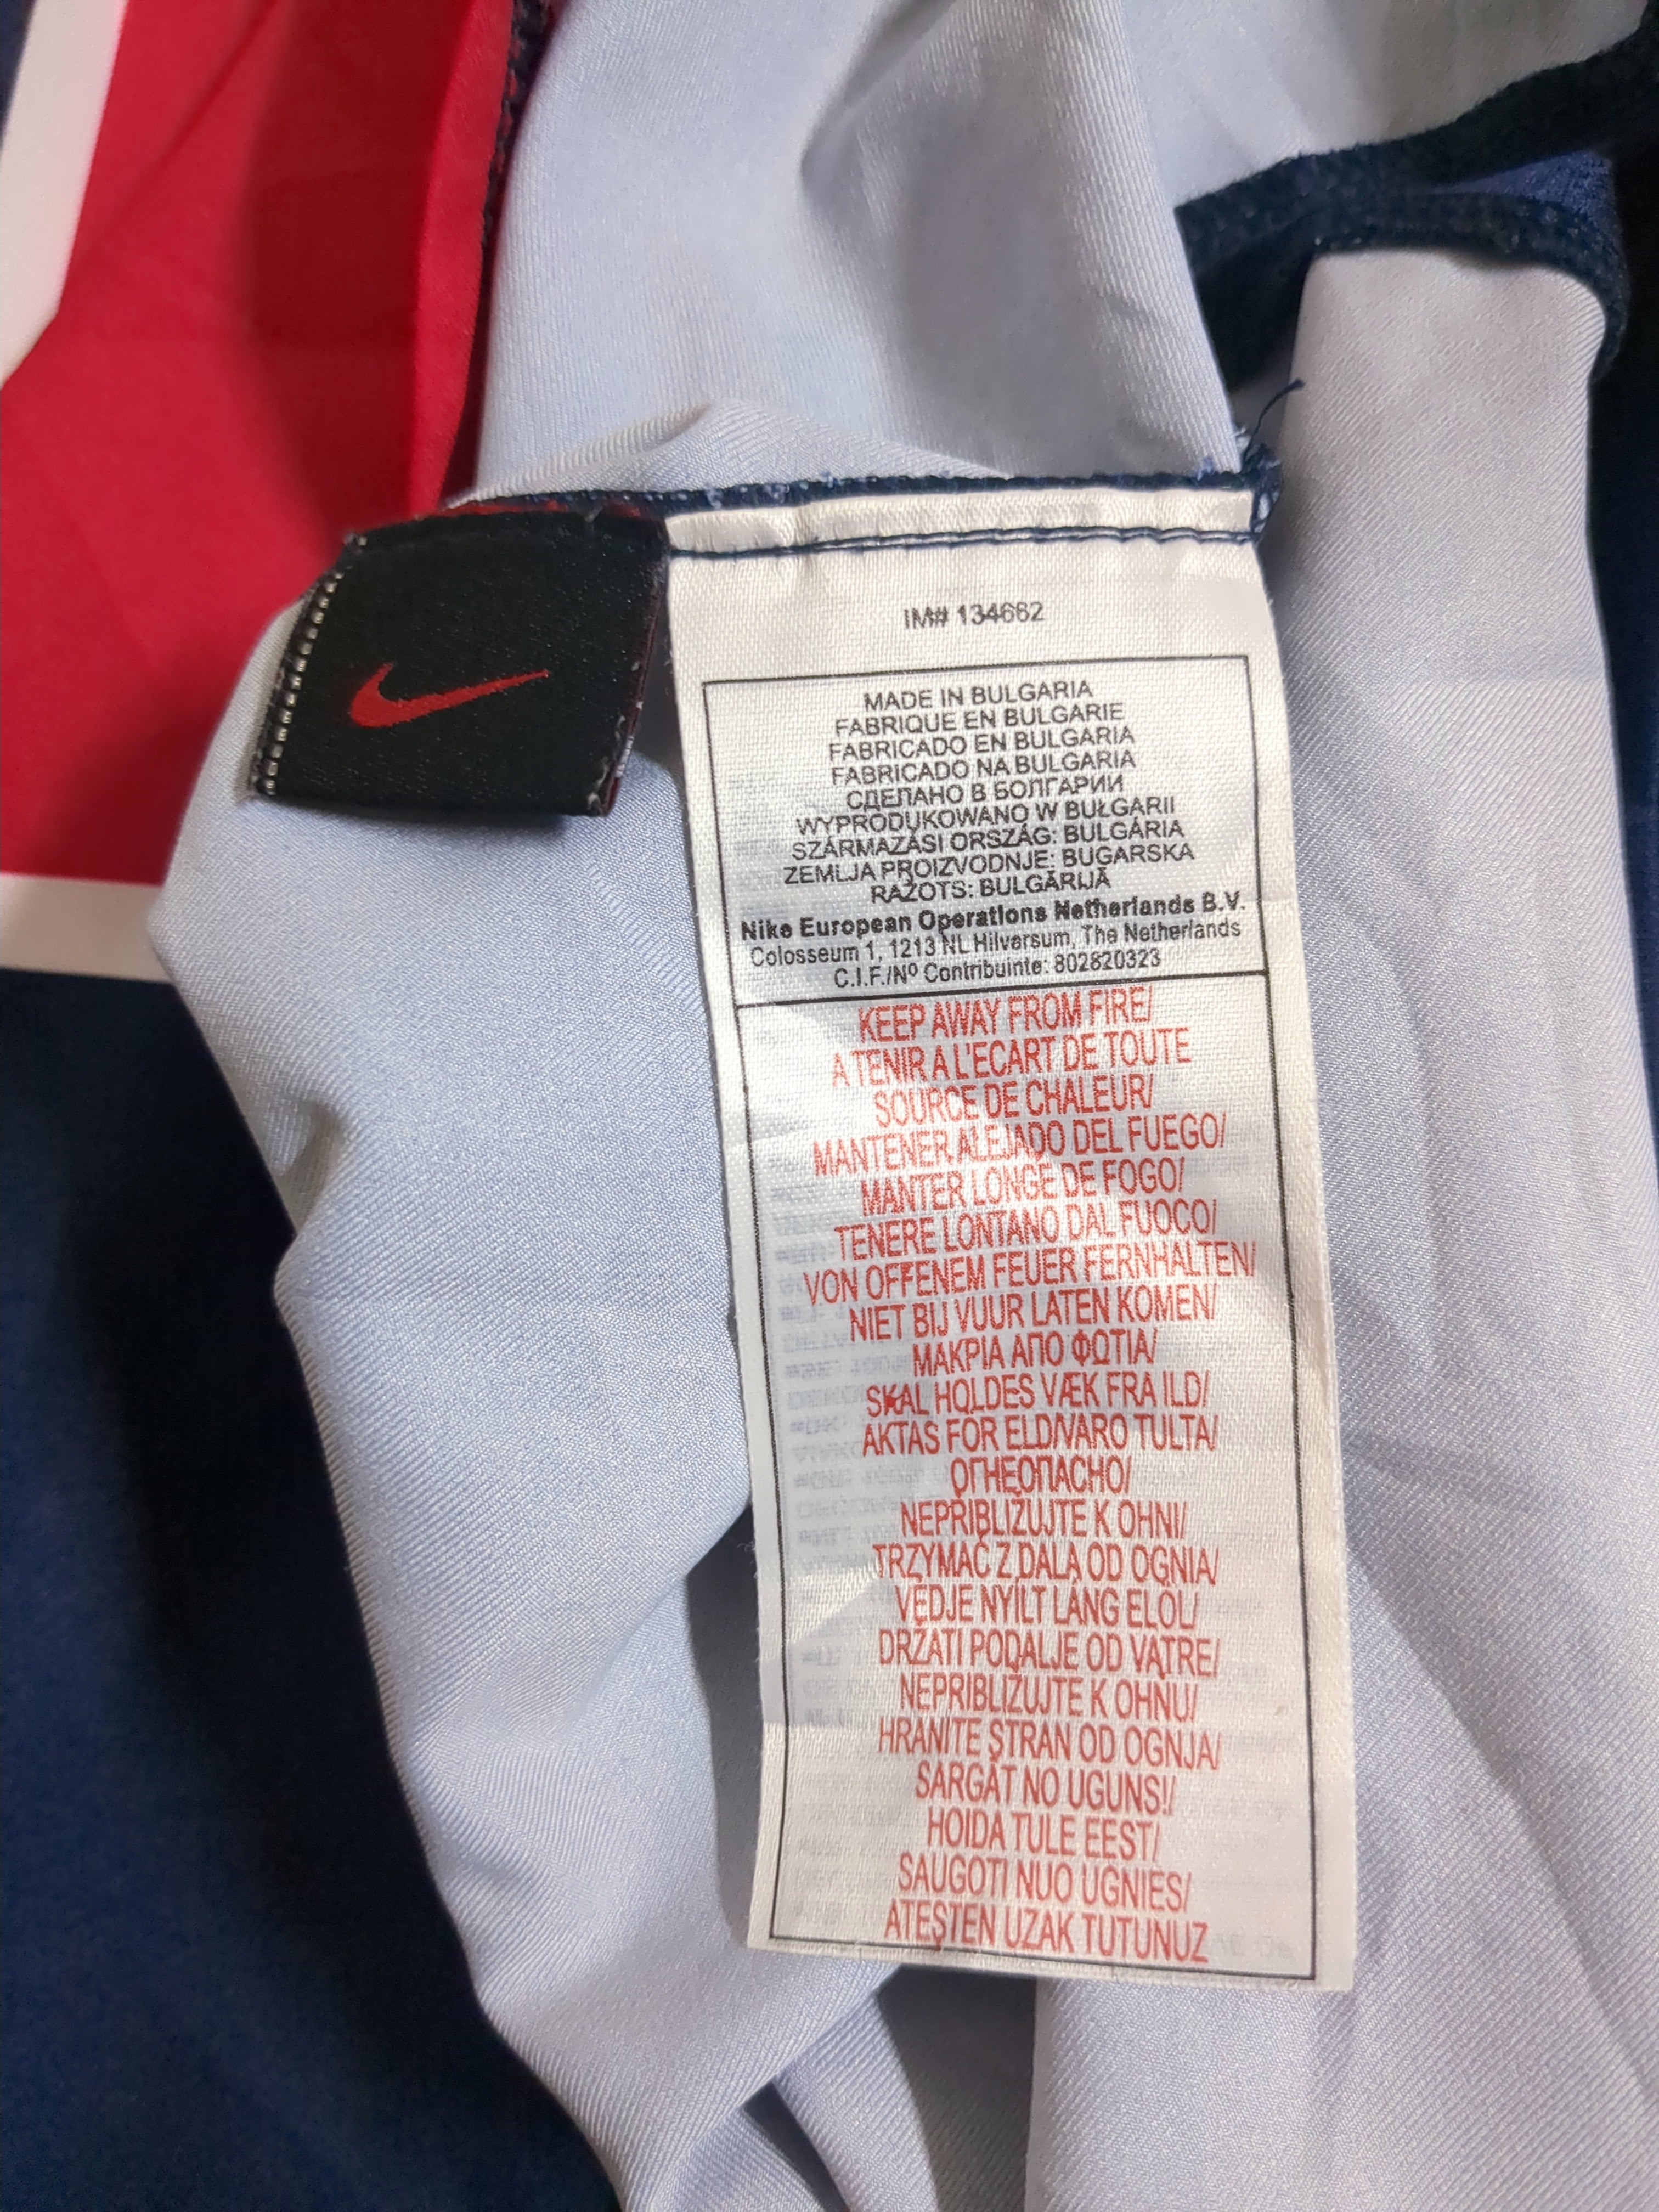 IM# 134662
MADE IN BULGARIA
FABRIQUE EN BULGARIE
FABRICADO EN BULGARIA
FABRICADO NA BULGARIA
СДЕЛАНО В БОЛГАРИИ
WYPRODUKOWANO W BUŁGARII
SZÁRMAZÁSI ORSZÁG: BULGÁRIA
ZEMLJA PROIZVODNJE: BUGARSKA
RAŽOTS: BULGĀRIJĀ
Nike European Operations Netherlands B.V.
Colosseum 1, 1213 NL Hilversum, The Netherlands
C.I.F./Nº Contribuinte: 802820323
KEEP AWAY FROM FIRE/
A TENIR A L'ECART DE TOUTE
SOURCE DE CHALEUR/
MANTENER ALEJADO DEL FUEGO/
MANTER LONGE DE FOGO/
TENERE LONTANO DAL FUOCO/
VON OFFENEM FEUER FERNHALTEN/
NIET BIJ VUUR LATEN KOMEN/
ΜΑΚΡΙΑ ΑΠΟ ΦΩΤΙΑ/
SKAL HOLDES VÆK FRA ILD/
AKTAS FÖR ELD/VARO TULTA/
ОГНЕОПАСНО/
NEPŘIBLIŽUJTE K OHNI/
TRZYMAĆ Z DALA OD OGNIA/
VÉDJE NYÍLT LÁNG ELÖL/
DRŽATI PODALJE OD VATRE/
NEPRIBLIŽUJTE K OHŇU/
HRANITE STRAN OD OGNJA/
SARGĀT NO UGUNS!/
HOIDA TULE EEST/
SAUGOTI NUO UGNIES/
ATEŞTEN UZAK TUTUNUZ